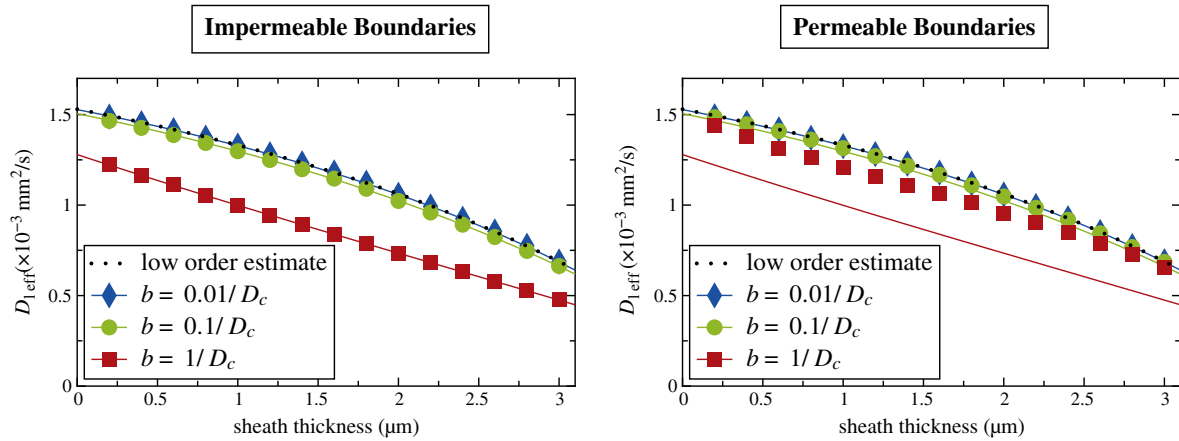 Impermeable Boundaries
Permeable Boundaries
D1 eff(×10−3 mm2/s)
1.5
1
0.5
0
low order estimate
b = 0.01/ Dc
b = 0.1/ Dc
b = 1/ Dc
0 0.5 1 1.5 2 2.5 3
sheath thickness (µm)
D1 eff (×10−3 mm2/s)
1.5
1
0.5
0
low order estimate
b = 0.01/ Dc
b = 0.1/ Dc
b = 1/ Dc
0 0.5 1 1.5 2 2.5 3
sheath thickness (µm)